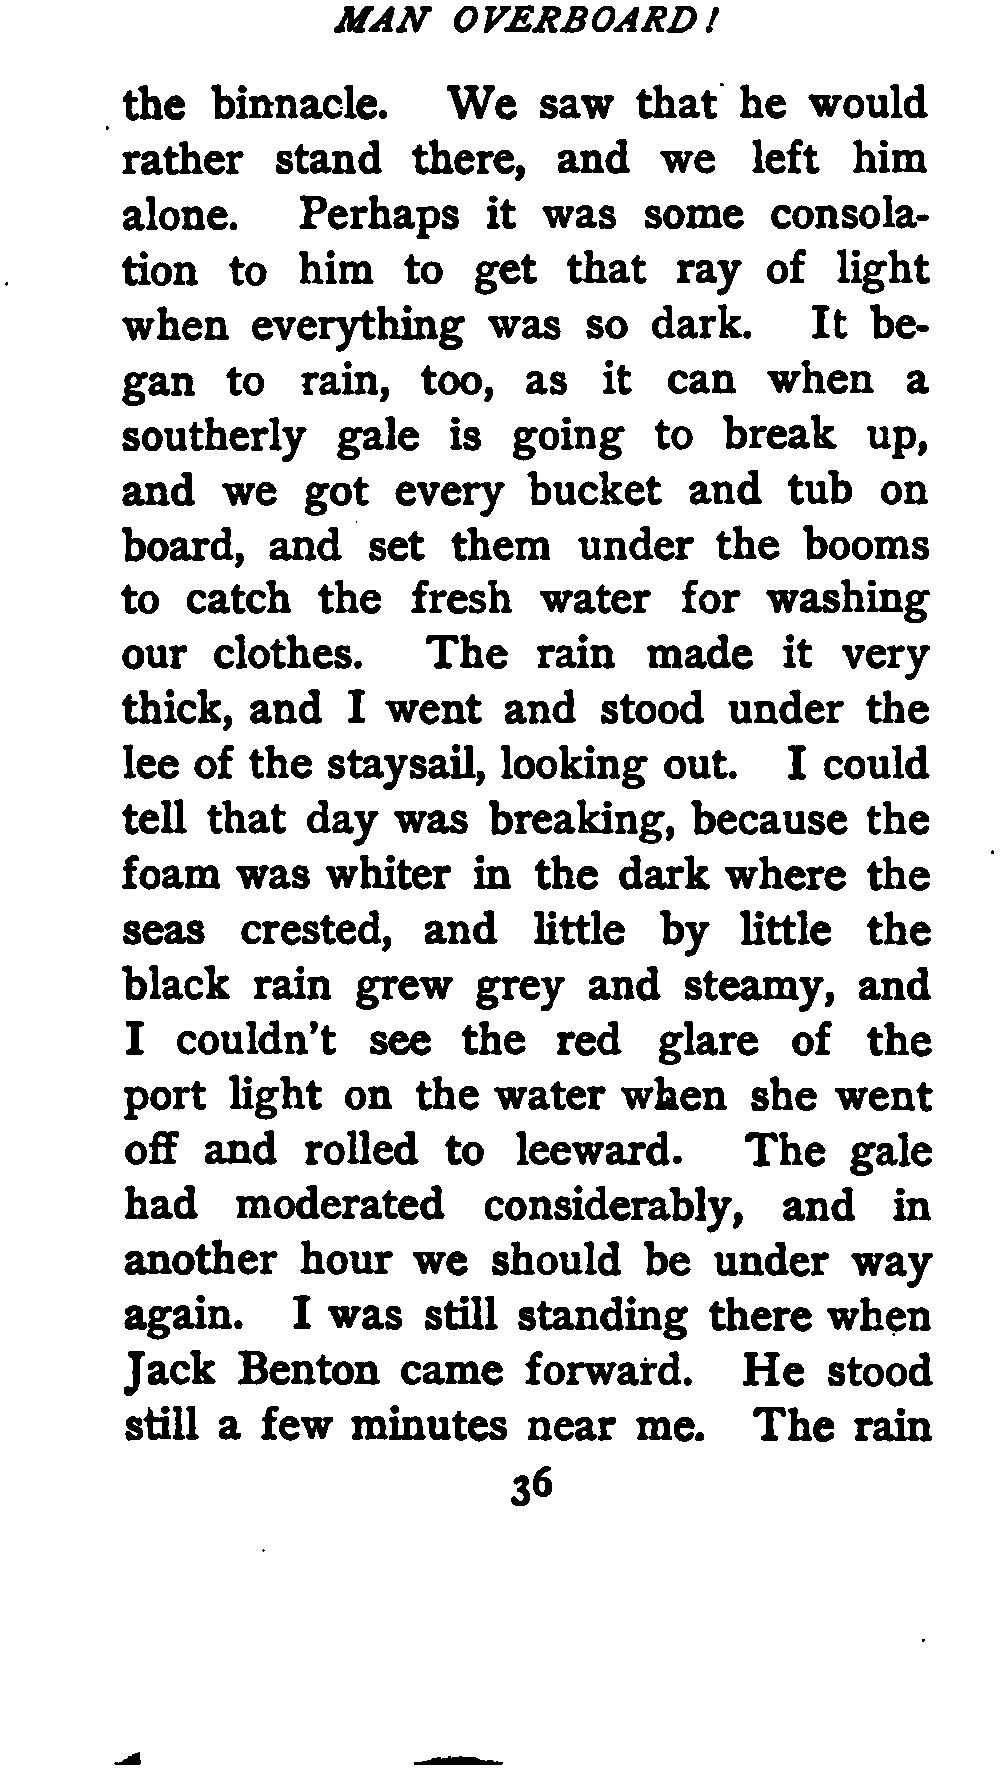 MAN OVERBOARD!
the binnacle. We saw that he would
rather stand there, and we left him
alone. Perhaps it was some consola-
tion to him to get that ray of light
when everything was so dark. It be-
gan to rain, too, as it can when a
southerly gale is going to break up,
and we got every bucket and tub on
board, and set them under the booms
to catch the fresh water for washing
our clothes. The rain made it very
thick, and I went and stood under the
lee of the staysail, looking out. I could
tell that day was breaking, because the
foam was whiter in the dark where the
seas crested, and little by little the
black rain grew grey and steamy, and
I couldn't see the red glare of the
port light on the water when she went
off and rolled to leeward. The gale
had moderated considerably, and in
another hour we should be under way
again. I was still standing there when
Jack Benton came forward. He stood
still a few minutes near me. The rain
36